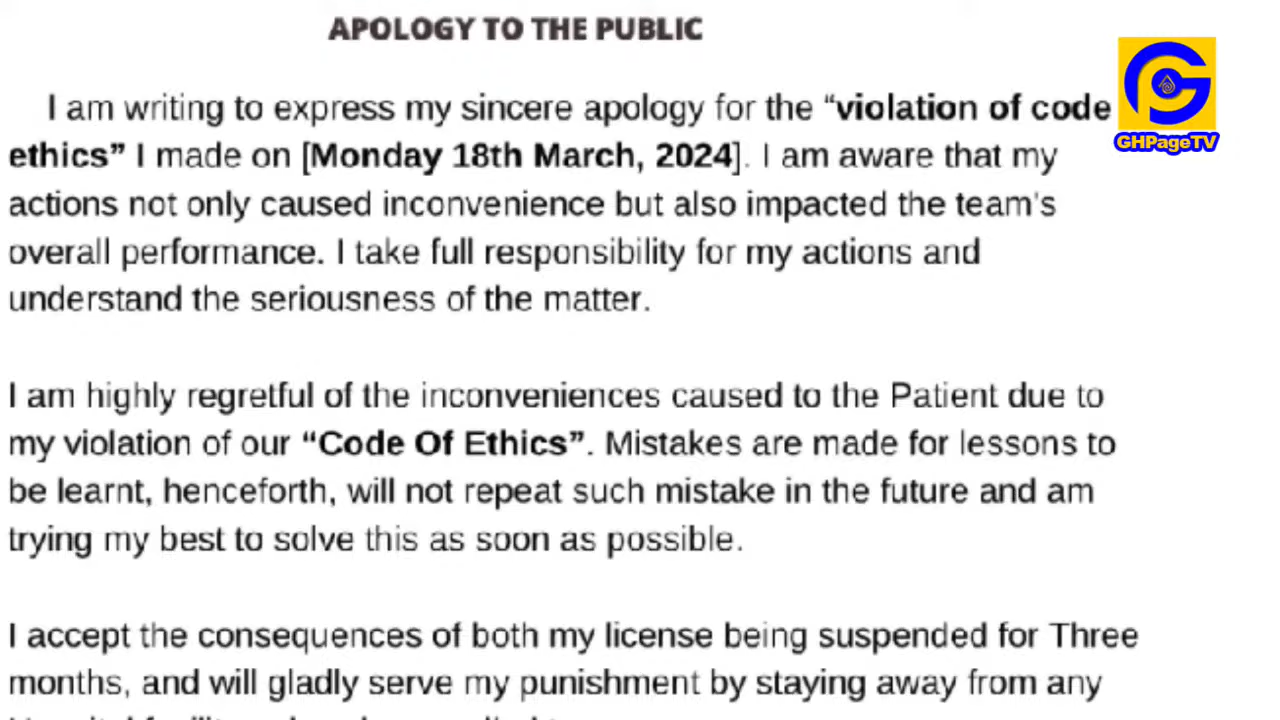 APOLOGY TO THE PUBLIC
I am writing to express my sincere apology for the “violation of code
ethics” I made on [Monday 18th March, 2024]. I am aware that my
actions not only caused inconvenience but also impacted the team's
overall performance. I take full responsibility for my actions and
understand the seriousness of the matter.
I am highly regretful of the inconveniences caused to the Patient due to
my violation of our “Code Of Ethics”. Mistakes are made for lessons to
be learnt, henceforth, will not repeat such mistake in the future and am
trying my best to solve this as soon as possible.
I accept the consequences of both my license being suspended for Three
months, and will gladly serve my punishment by staying away from any
GHPageTV